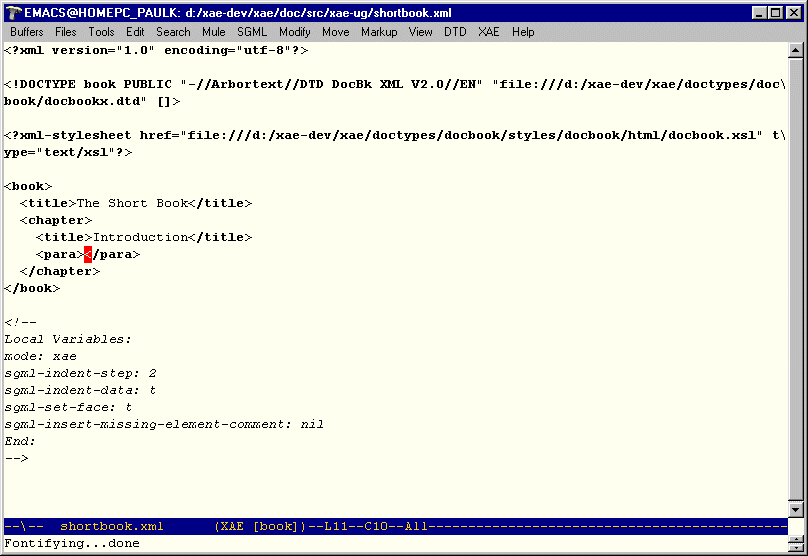 EMACS@HOMEPC_PAULK: d:/xae-dev/xae/doc/src/xae-ug/shortbook.xml
Buffers Files Tools Edit Search Mule SGML Modify Move Markup View DTD XAE Help
<?xml version="1.0" encoding="utf-8"?>
<!DOCTYPE book PUBLIC "-//Arbortext//DTD DocBk XML V2.0//EN" "file:///d:/xae-dev/xae/doctypes/doc\
book/docbookx.dtd" []>
<?xml-stylesheet href="file:///d:/xae-dev/xae/doctypes/docbook/styles/docbook/html/docbook.xsl" t\
ype="text/xsl"?>
<book>
  <title>The Short Book</title>
  <chapter>
    <title>Introduction</title>
    <para></para>
  </chapter>
</book>
<!--
Local Variables:
mode: xae
sgml-indent-step: 2
sgml-indent-data: t
sgml-set-face: t
sgml-insert-missing-element-comment: nil
End:
-->
--\--  shortbook.xml      (XAE [book])--L11--C10--All--------------------------------------------
Fontifying...done